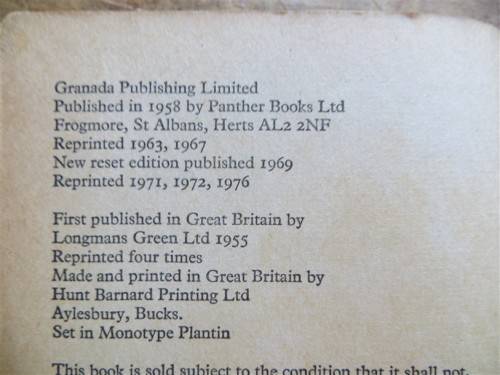 Granada Publishing Limited
Published in 1958 by Panther Books Ltd
Frogmore, St Albans, Herts AL2 2NF
Reprinted 1963, 1967
New reset edition published 1969
Reprinted 1971, 1972, 1976
First published in Great Britain by
Longmans Green Ltd 1955
Reprinted four times
Made and printed in Great Britain by
Hunt Barnard Printing Ltd
Aylesbury, Bucks.
Set in Monotype Plantin
This book is sold subject to the condition that it shall not,